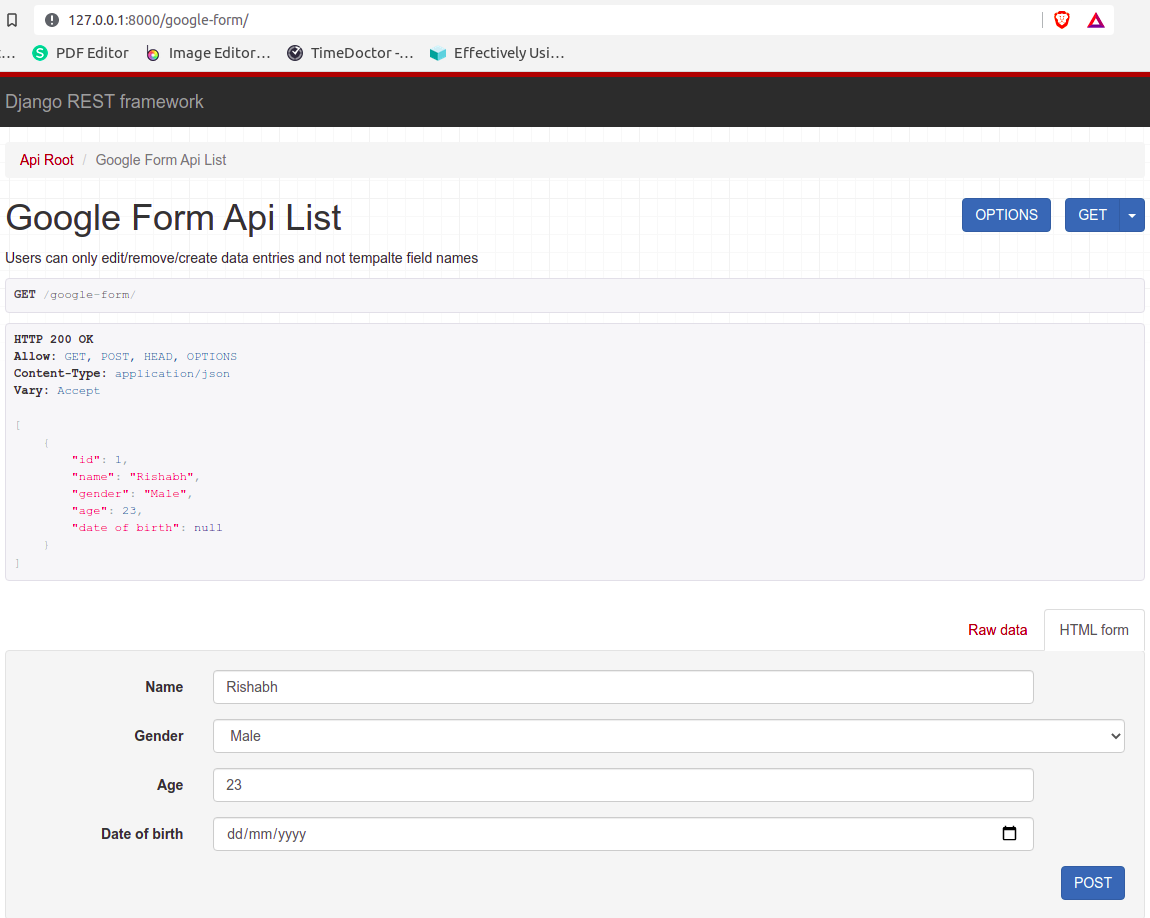 127.0.0.1:8000/google-form/
... PDF Editor Image Editor... TimeDoctor -... Effectively Usi...
Django REST framework
Api Root / Google Form Api List
Google Form Api List
OPTIONS GET
Users can only edit/remove/create data entries and not tempalte field names
GET /google-form/
HTTP 200 OK
Allow: GET, POST, HEAD, OPTIONS
Content-Type: application/json
Vary: Accept
[
{
"id": 1,
"name": "Rishabh",
"gender": "Male",
"age": 23,
"date of birth": null
}
]
Raw data HTML form
Name Rishabh
Gender Male
Age 23
Date of birth dd/mm/yyyy
POST